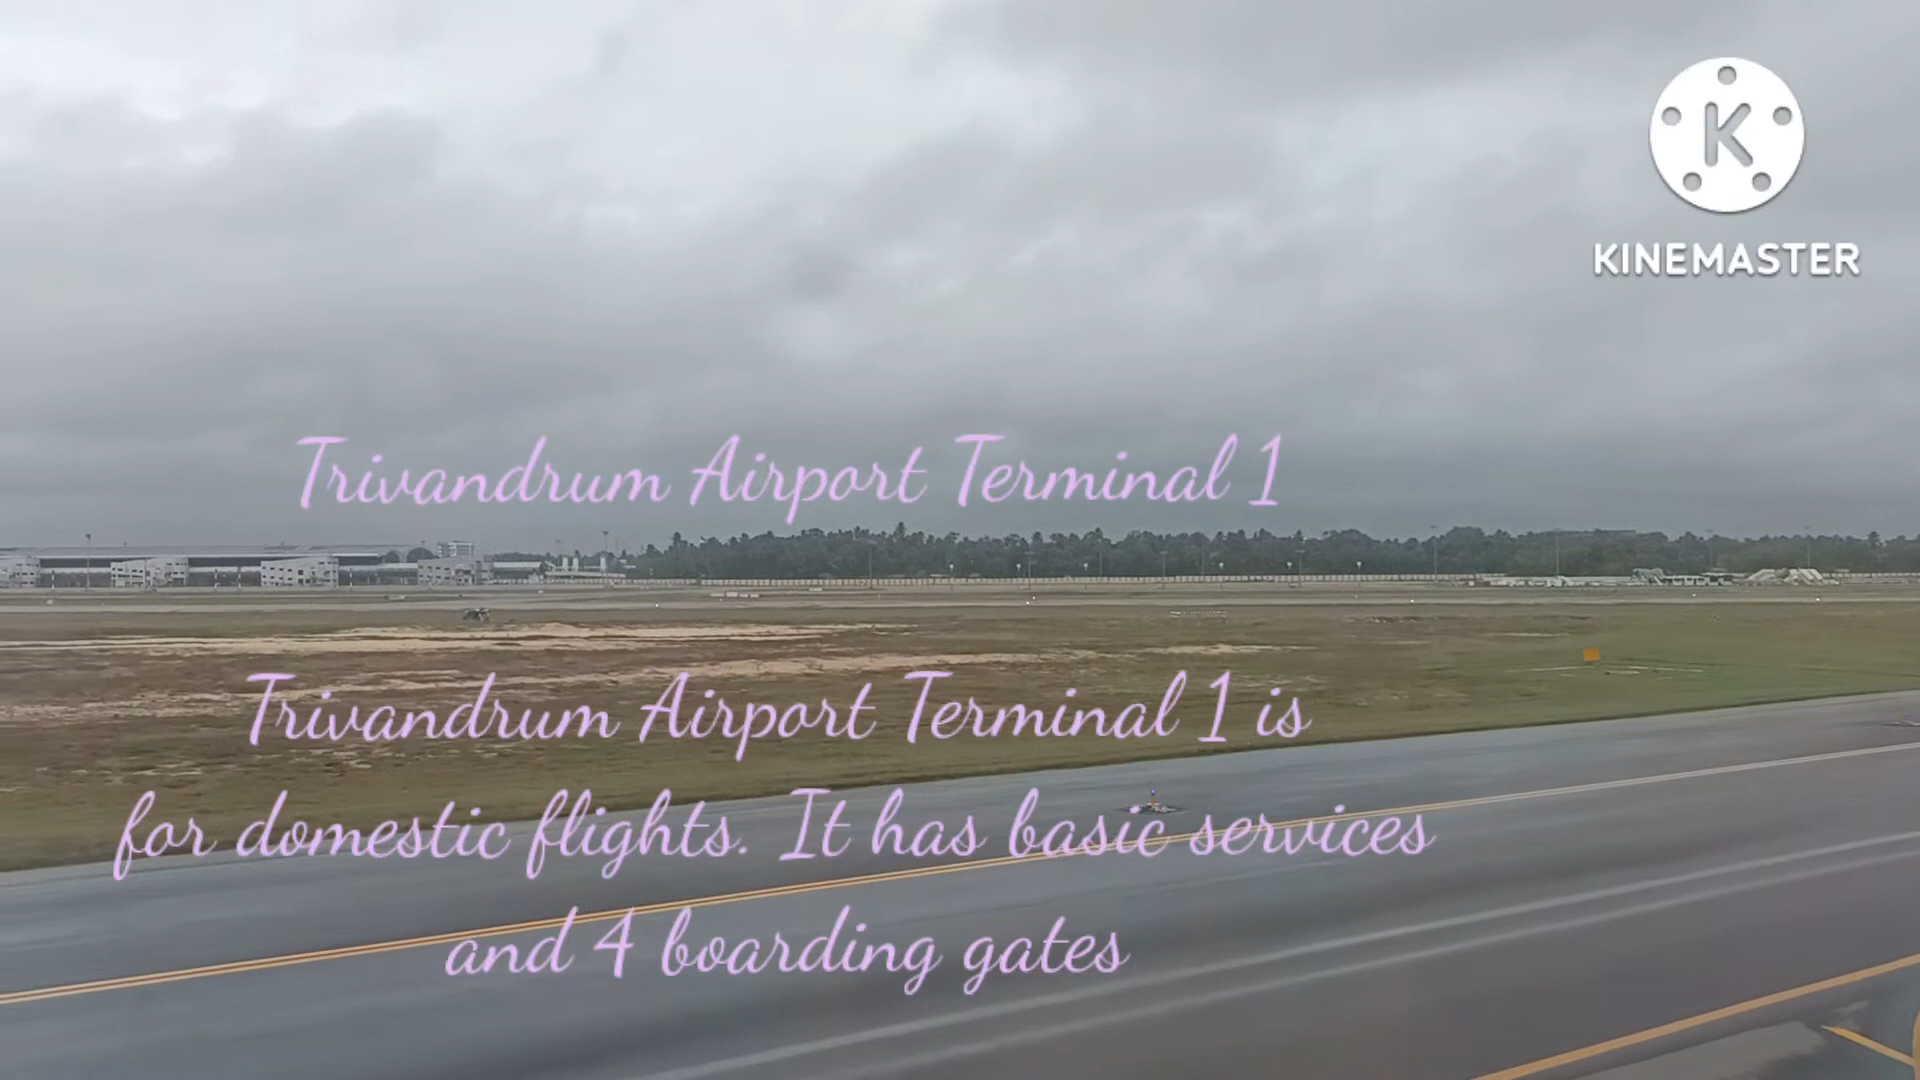 K
KINEMASTER
Trivandrum Airport Terminal 1
Trivandrum Airport Terminal 1 is
for domestic flights. It has basic services
and 4 boarding gates